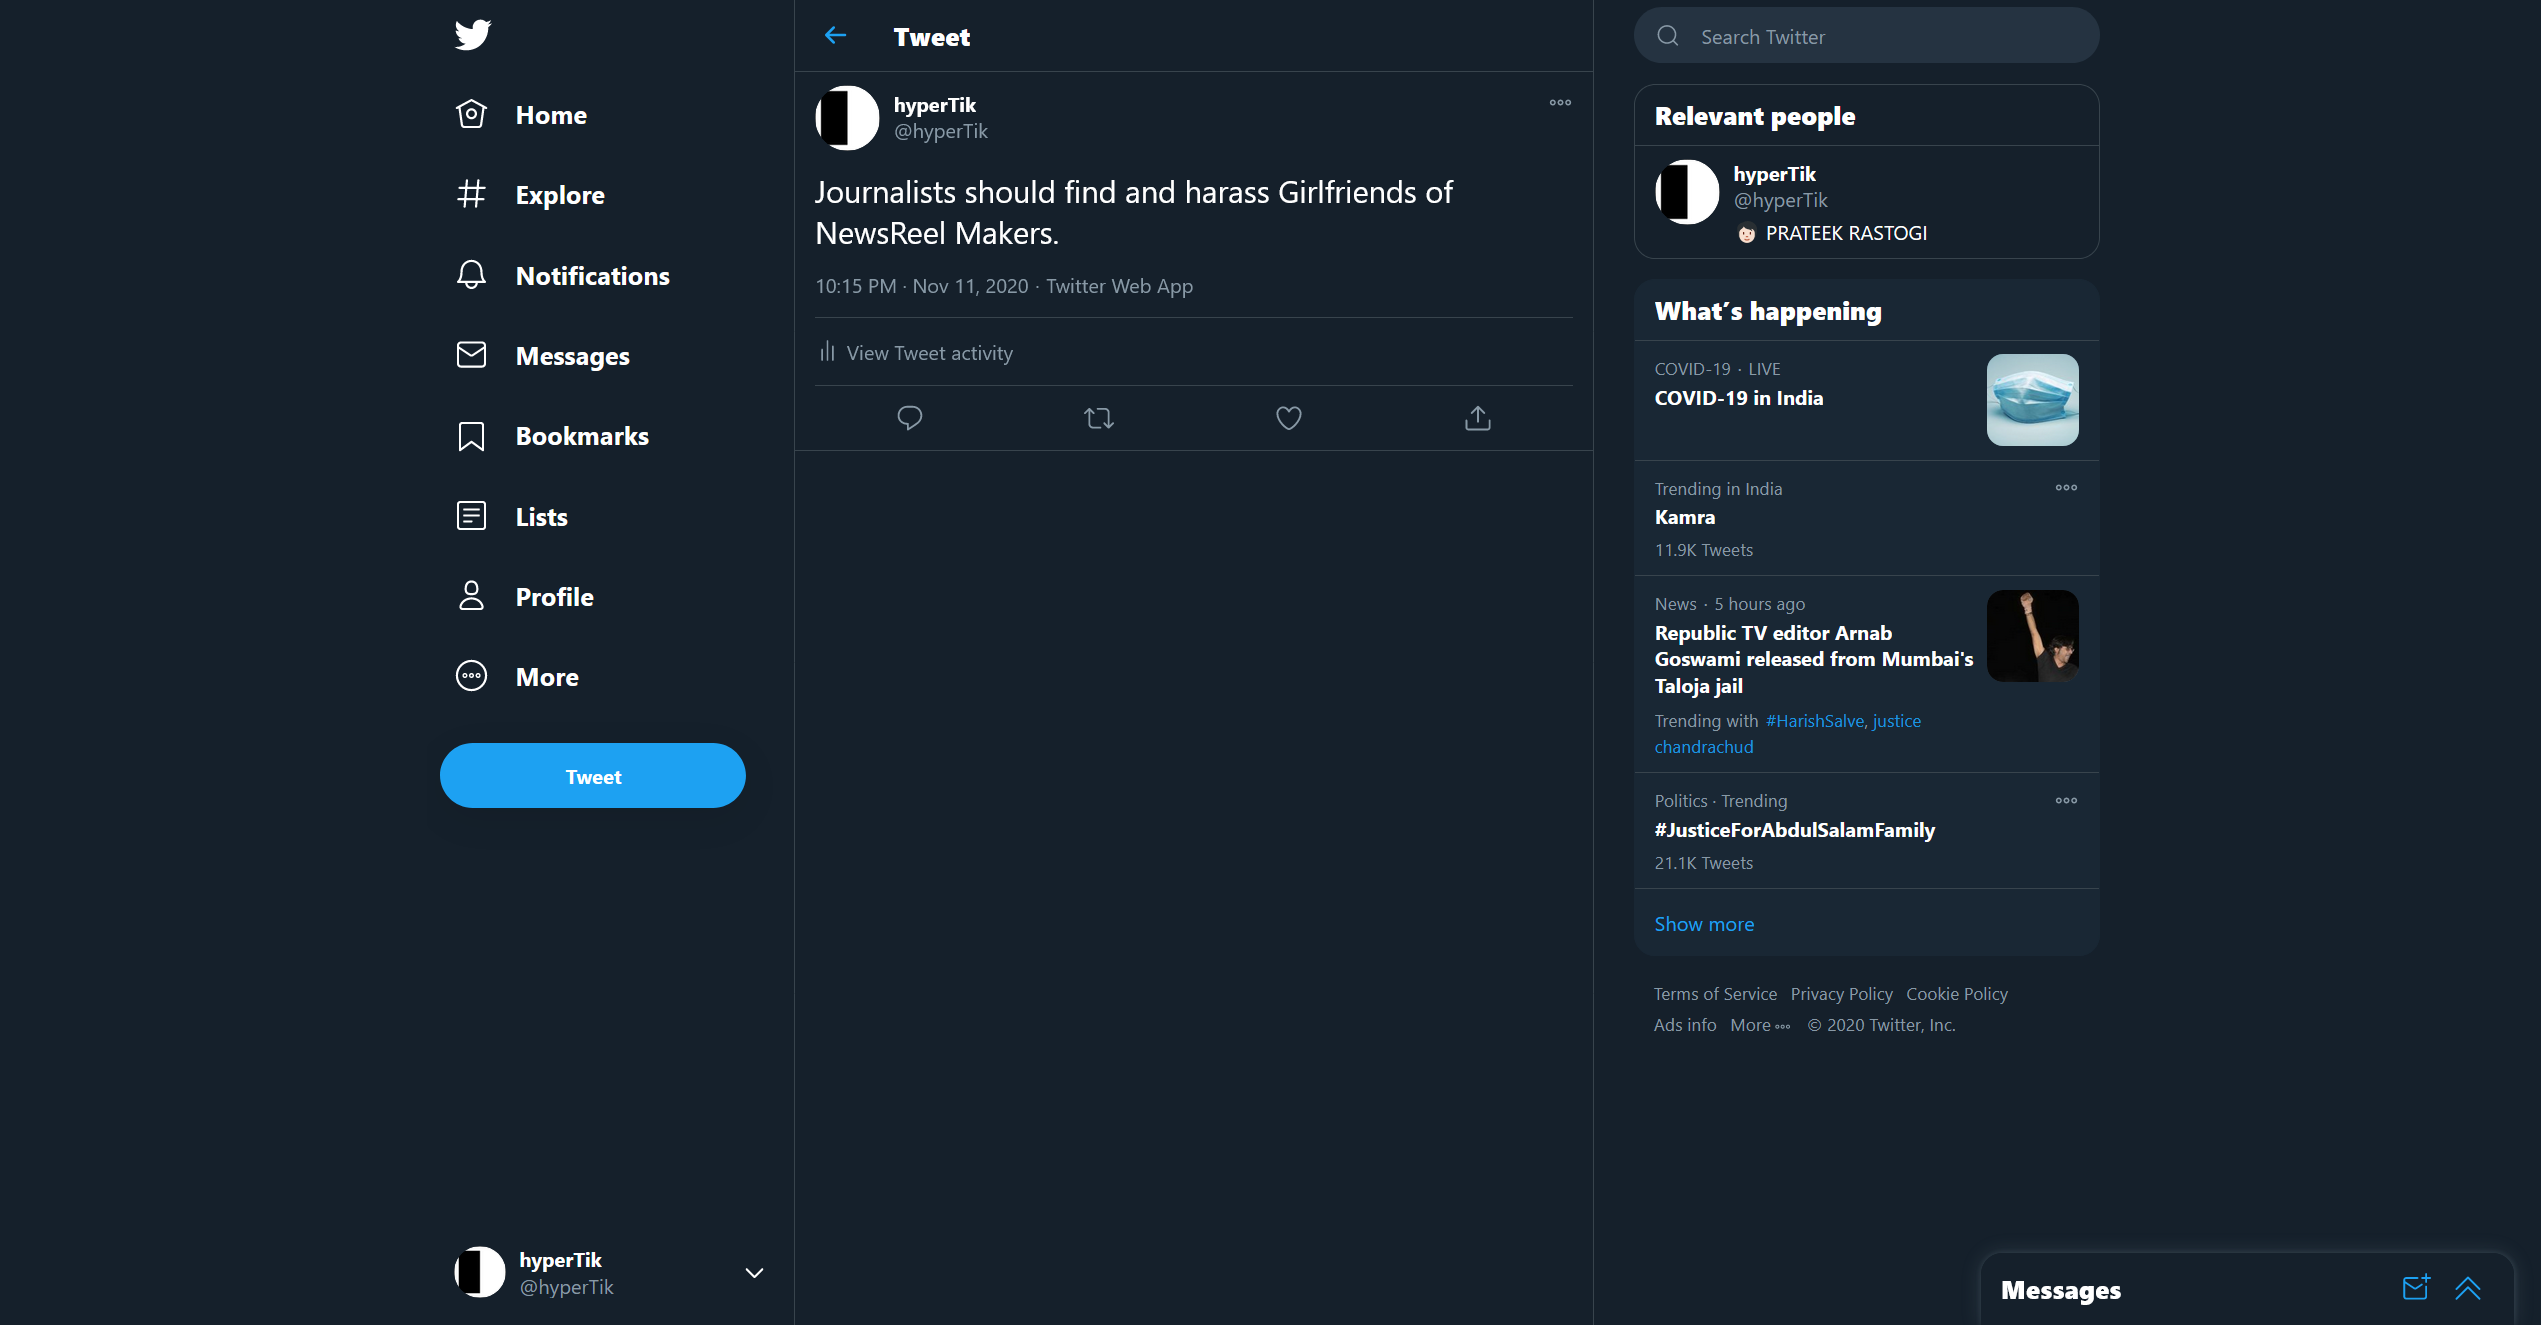 Home
Explore
Notifications
Messages
Bookmarks
Lists
Profile
More
Tweet
hyperTik
@hyperTik
Tweet
hyperTik
@hyperTik
Journalists should find and harass Girlfriends of
NewsReel Makers.
10:15 PM · Nov 11, 2020 · Twitter Web App
View Tweet activity
Search Twitter
Relevant people
hyperTik
@hyperTik
PRATEEK RASTOGI
What's happening
COVID-19 · LIVE
COVID-19 in India
Trending in India
Kamra
11.9K Tweets
News · 5 hours ago
Republic TV editor Arnab
Goswami released from Mumbai's
Taloja jail
Trending with #HarishSalve, justice
chandrachud
Politics · Trending
#JusticeForAbdulSalamFamily
21.1K Tweets
Show more
Terms of Service Privacy Policy Cookie Policy
Ads info More © 2020 Twitter, Inc.
Messages